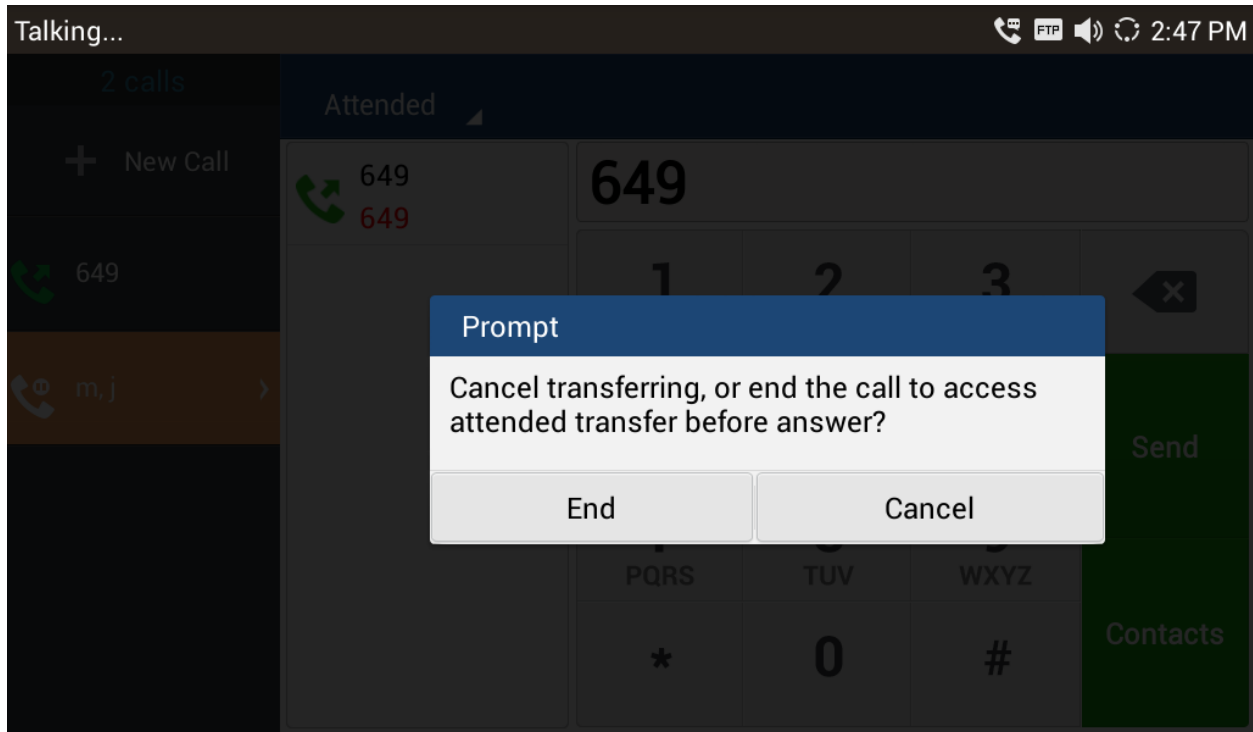 Talking...
FTP
2:47 PM
2 calls
Attended
New Call
649
649
649
649
1
2
3
m, j
Prompt
Cancel transferring, or end the call to access
attended transfer before answer?
Send
End
Cancel
PQRS
TUV
WXYZ
Contacts
*
0
#